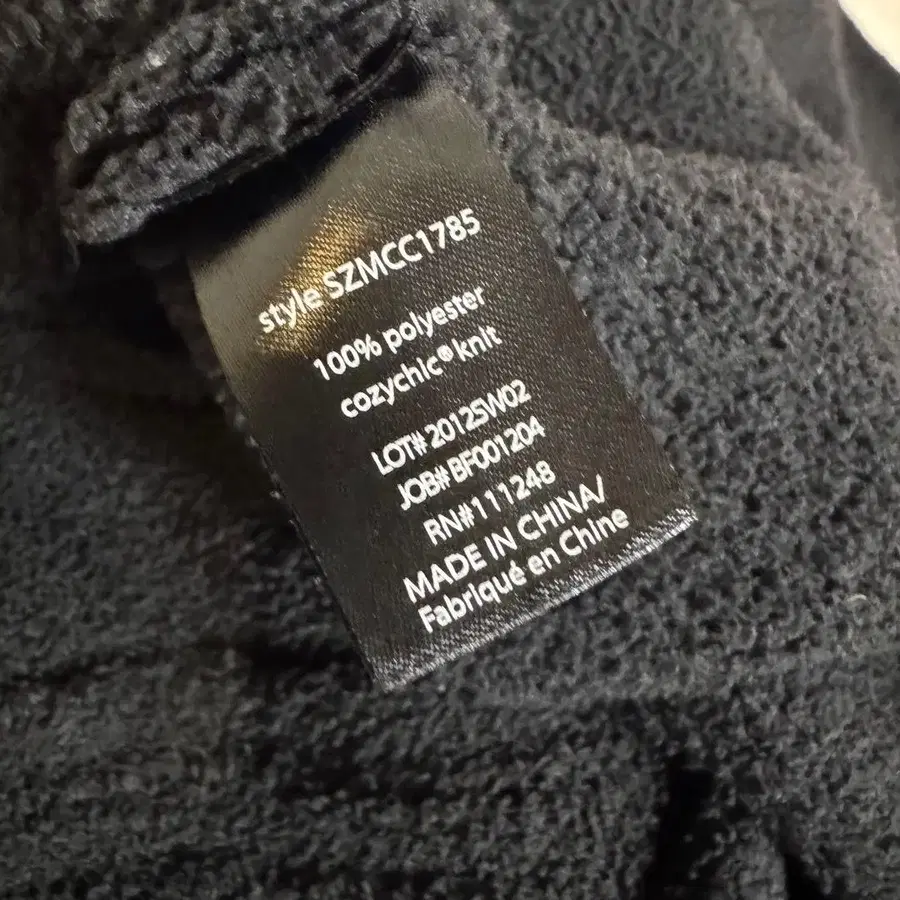 style SZMCC1785
100% polyester
cozychic® knit
LOT# 2012SW02
JOB# BF001204
RN#111248
MADE IN CHINA/
Fabriqué en Chine